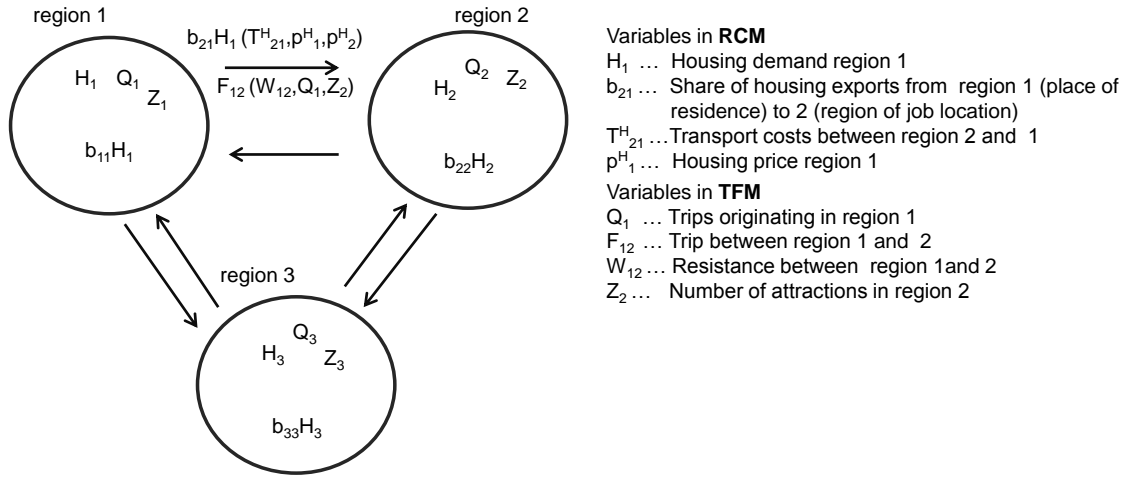 region 1
region 2
b₂₁H₁ (Tᴴ₂₁,pᴴ₁,pᴴ₂)
F₁₂ (W₁₂,Q₁,Z₂)
H₁ Q₁ Z₁
b₁₁H₁
H₂ Q₂ Z₂
b₂₂H₂
region 3
H₃ Q₃ Z₃
b₃₃H₃
Variables in RCM
H₁ … Housing demand region 1
b₂₁ … Share of housing exports from region 1 (place of
residence) to 2 (region of job location)
Tᴴ₂₁ … Transport costs between region 2 and 1
pᴴ₁ … Housing price region 1
Variables in TFM
Q₁ … Trips originating in region 1
F₁₂ … Trip between region 1 and 2
W₁₂ … Resistance between region 1and 2
Z₂ … Number of attractions in region 2